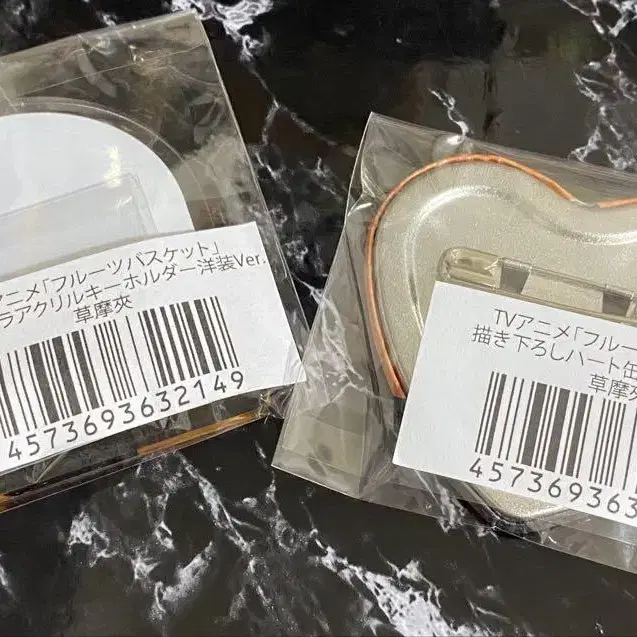 アニメ「フルーツバスケット」
ラアクリルキーホルダー洋装Ver.
草摩夾
4573693632149
TVアニメ「フルー
描き下ろしハート缶
草摩夾
457369363